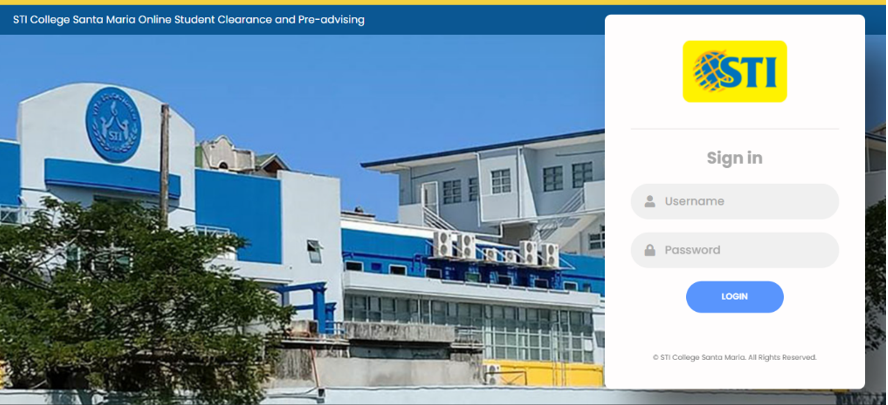 STI College Santa Maria Online Student Clearance and Pre-advising
STI
STI
Sign in
Username
Password
LOGIN
© STI College Santa Maria. All Rights Reserved.